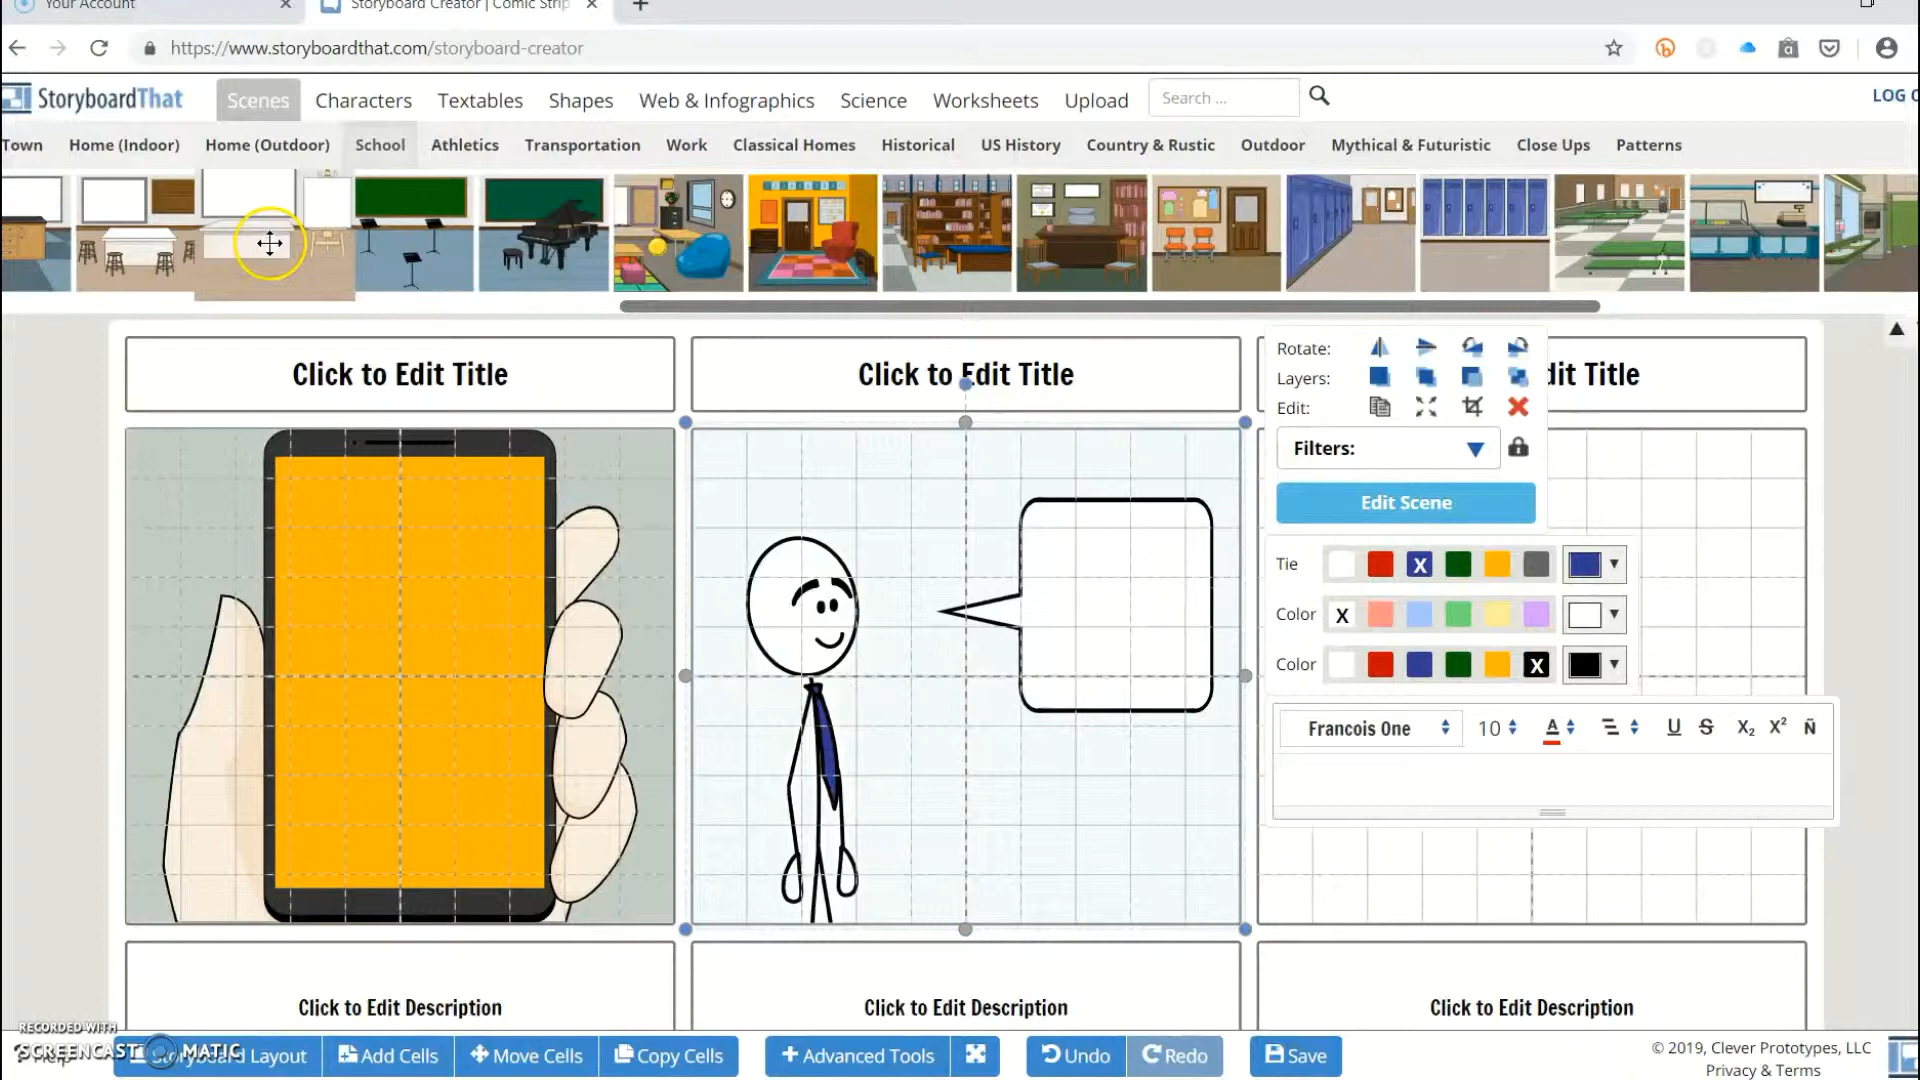 Your Account
Storyboard Creator | Comic Strip
https://www.storyboardthat.com/storyboard-creator
StoryboardThat
Scenes
Characters
Textables
Shapes
Web & Infographics
Science
Worksheets
Upload
Search ...
LOG
Town
Home (Indoor)
Home (Outdoor)
School
Athletics
Transportation
Work
Classical Homes
Historical
US History
Country & Rustic
Outdoor
Mythical & Futuristic
Close Ups
Patterns
Click to Edit Title
Click to Edit Title
dit Title
Rotate:
Layers:
Edit:
Filters:
Edit Scene
Tie
X
Color
X
Color
X
Francois One
10
A
U
S
X₂
X²
Ñ
Click to Edit Description
Click to Edit Description
Click to Edit Description
RECORDED WITH
SCREENCAST MATIC
Storyboard Layout
Add Cells
Move Cells
Copy Cells
Advanced Tools
Undo
Redo
Save
© 2019, Clever Prototypes, LLC
Privacy & Terms